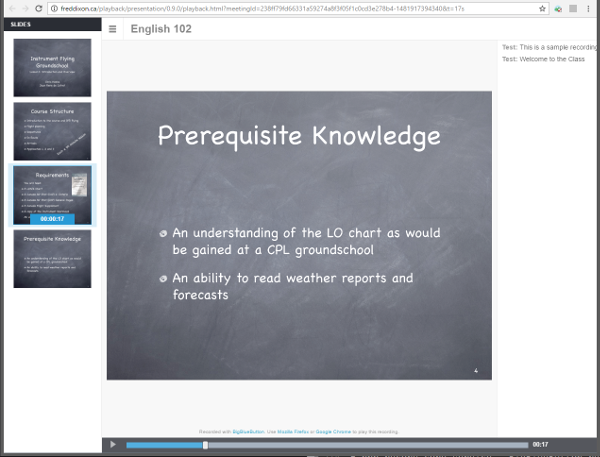 freddixon.ca/playback/presentation/0.9.0/playback.html?meetingId=
SLIDES
English 102
Test: This is a sample recording
Test: Welcome to the Class
Instrument Flying
Groundschool
Course Structure
Requirements
00:00:17
Prerequisite Knowledge
Prerequisite Knowledge
An understanding of the LO chart as would
be gained at a CPL groundschool
An ability to read weather reports and
forecasts
4
Recorded with BigBlueButton. Use Mozilla Firefox or Google Chrome to play this recording.
00:17